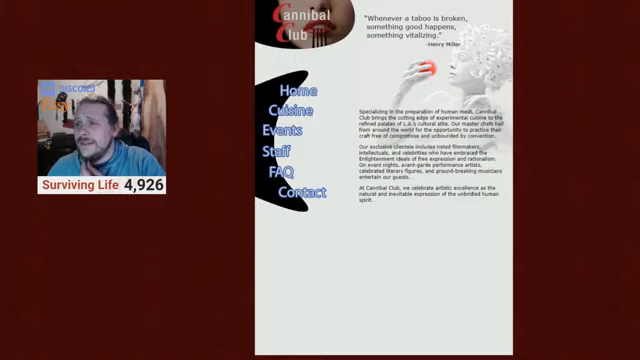 Cannibal
Club
"Whenever a taboo is broken,
something good happens,
something vitalizing."
-Henry Miller
DISCORD
Surviving Life 4,926
Home
Cuisine
Events
Staff
FAQ
Contact
Specializing in the preparation of human meat, Cannibal
Club brings the cutting edge of experimental cuisine to the
refined palates of L.A.'s cultural elite. Our master chefs hail
from around the world for the opportunity to practice their
craft free of compromise and unbounded by convention.
Our exclusive clientele includes noted filmmakers,
intellectuals, and celebrities who have embraced the
Enlightenment ideals of free expression and rationalism.
On event nights, avant-garde performance artists,
celebrated literary figures, and ground-breaking musicians
entertain our guests.
At Cannibal Club, we celebrate artistic excellence as the
natural and inevitable expression of the unbridled human
spirit.